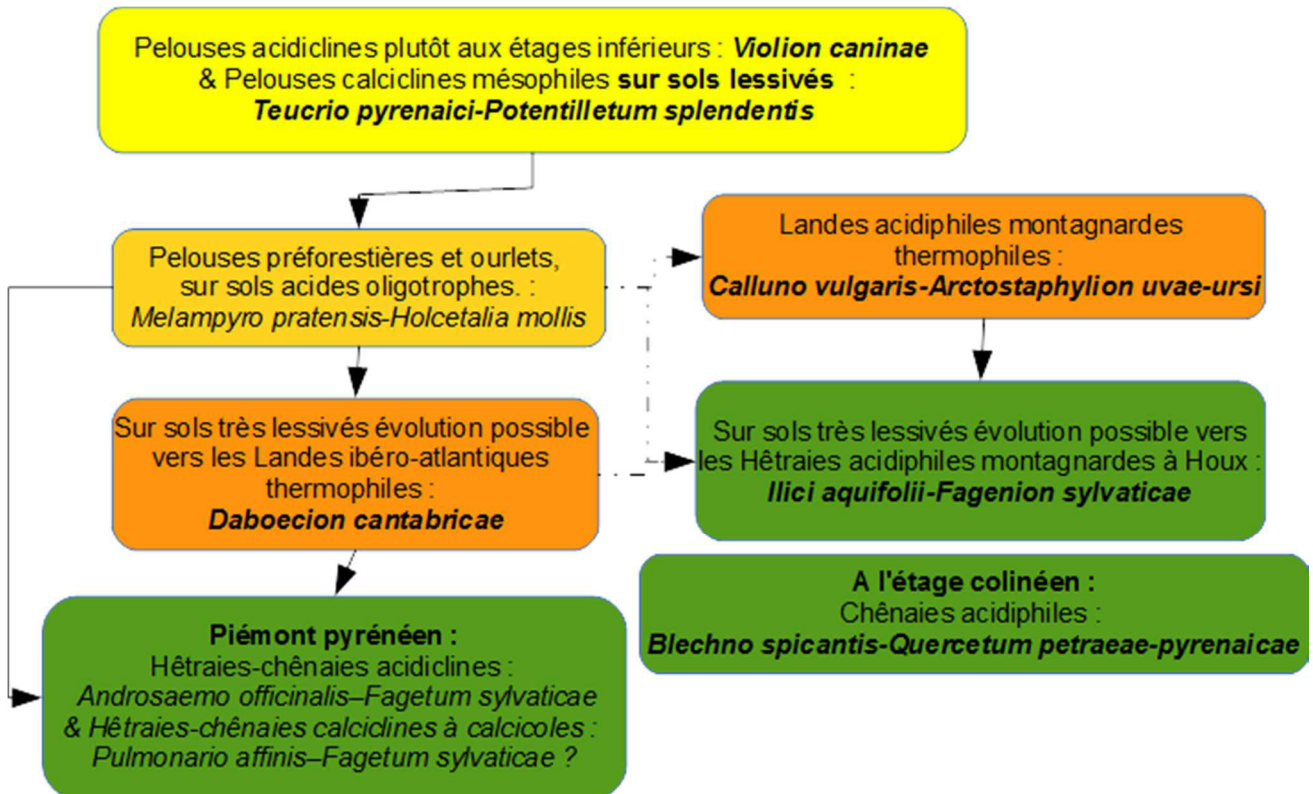 Pelouses acidiclines plutôt aux étages inférieurs : Violion caninae
& Pelouses calciclines mésophiles sur sols lessivés :
Teucrio pyrenaici-Potentilletum splendentis
Pelouses préforestières et ourlets,
sur sols acides oligotrophes. :
Melampyro pratensis-Holcetalia mollis
Landes acidiphiles montagnardes
thermophiles :
Calluno vulgaris-Arctostaphylion uvae-ursi
Sur sols très lessivés évolution possible
vers les Landes ibéro-atlantiques
thermophiles :
Daboecion cantabricae
Sur sols très lessivés évolution possible vers
les Hêtraies acidiphiles montagnardes à Houx :
Ilici aquifolii-Fagenion sylvaticae
Piémont pyrénéen :
Hêtraies-chênaies acidiclines :
Androsaemo officinalis–Fagetum sylvaticae
& Hêtraies-chênaies calciclines à calcicoles :
Pulmonario affinis–Fagetum sylvaticae ?
A l'étage colinéen :
Chênaies acidiphiles :
Blechno spicantis-Quercetum petraeae-pyrenaicae